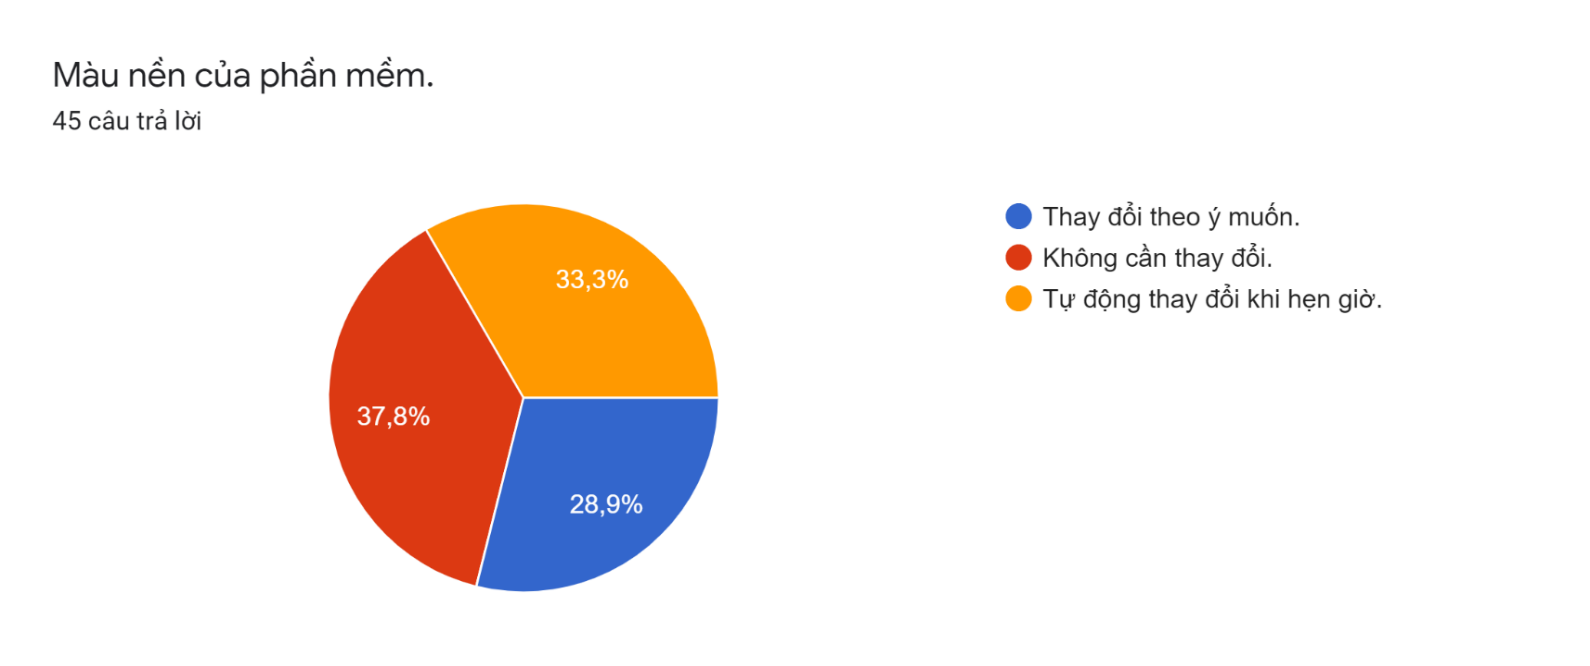 Màu nền của phần mềm.
45 câu trả lời
Thay đổi theo ý muốn.
Không cần thay đổi.
Tự động thay đổi khi hẹn giờ.
33,3%
37,8%
28,9%